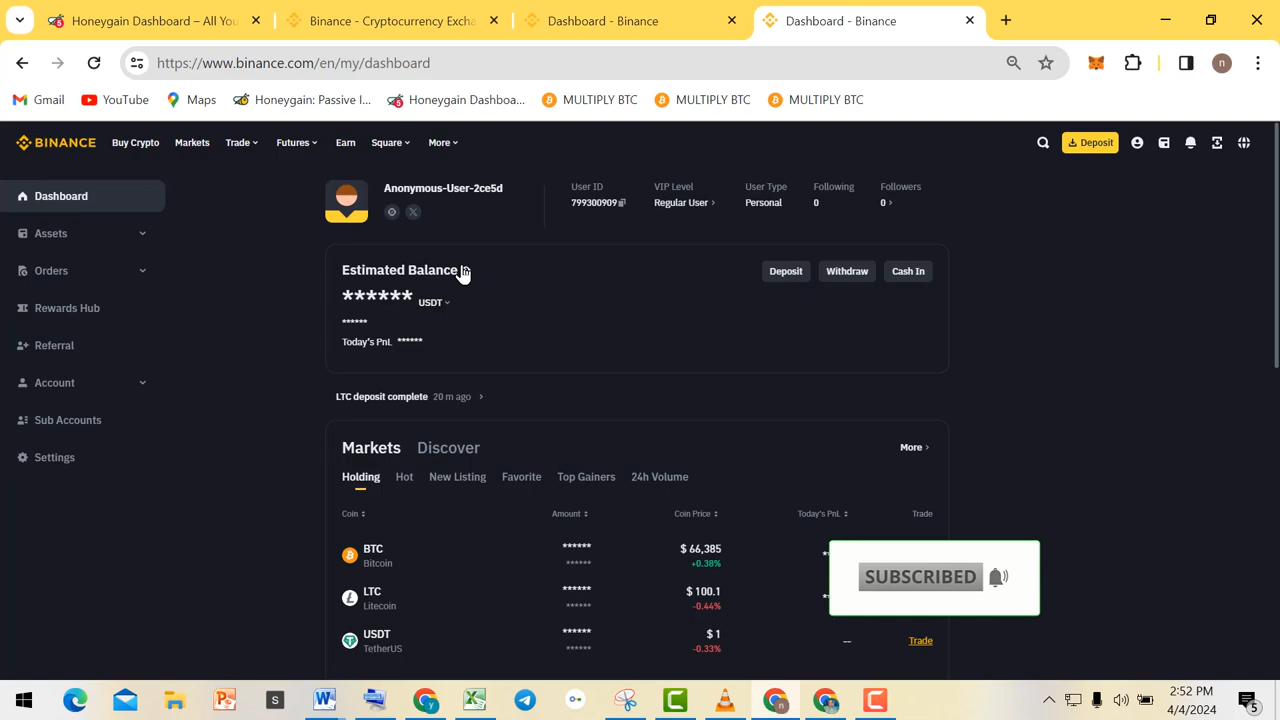 Honeygain Dashboard – All You
Binance - Cryptocurrency Excha
Dashboard - Binance
Dashboard - Binance
https://www.binance.com/en/my/dashboard
n
Gmail
YouTube
Maps
Honeygain: Passive I...
Honeygain Dashboa...
MULTIPLY BTC
MULTIPLY BTC
MULTIPLY BTC
BINANCE
Buy Crypto
Markets
Trade
Futures
Earn
Square
More
Deposit
Dashboard
Assets
Orders
Rewards Hub
Referral
Account
Sub Accounts
Settings
Anonymous-User-2ce5d
User ID
799300909
VIP Level
Regular User
User Type
Personal
Following
0
Followers
0
Estimated Balance
****** USDT
******
Today's PnL ******
Deposit
Withdraw
Cash In
LTC deposit complete 20 m ago
Markets Discover
More
Holding Hot New Listing Favorite Top Gainers 24h Volume
Coin Amount Coin Price Today's PnL Trade
BTC ****** $ 66,385
Bitcoin ****** +0.38%
LTC ****** $ 100.1
Litecoin ****** -0.44%
USDT ****** $ 1 -- Trade
TetherUS ****** -0.33%
SUBSCRIBED
2:52 PM
4/4/2024
5